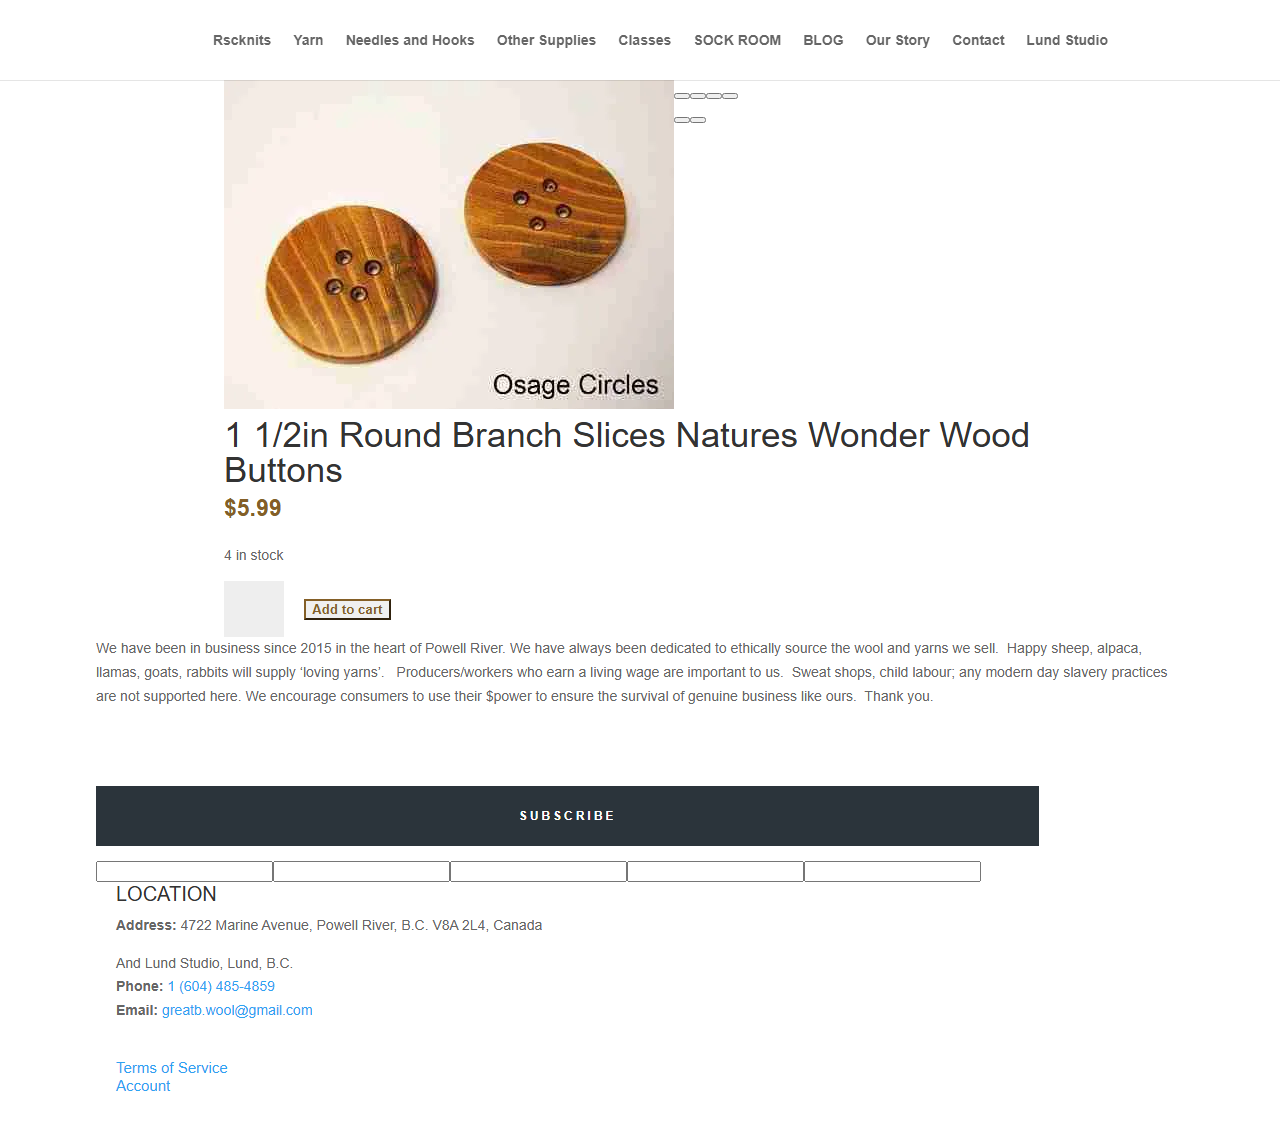 Rscknits Yarn Needles and Hooks Other Supplies Classes SOCK ROOM BLOG Our Story Contact Lund Studio
Osage Circles
1 1/2in Round Branch Slices Natures Wonder Wood
Buttons
$5.99
4 in stock
Add to cart
We have been in business since 2015 in the heart of Powell River. We have always been dedicated to ethically source the wool and yarns we sell.  Happy sheep, alpaca,
llamas, goats, rabbits will supply ‘loving yarns’.   Producers/workers who earn a living wage are important to us.  Sweat shops, child labour; any modern day slavery practices
are not supported here. We encourage consumers to use their $power to ensure the survival of genuine business like ours.  Thank you.
SUBSCRIBE
LOCATION
Address: 4722 Marine Avenue, Powell River, B.C. V8A 2L4, Canada
And Lund Studio, Lund, B.C.
Phone: 1 (604) 485-4859
Email: greatb.wool@gmail.com
Terms of Service
Account